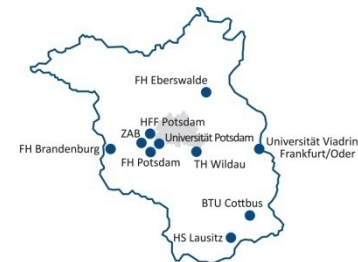 FH Eberswalde
HFF Potsdam
ZAB
Universität Potsdam
FH Brandenburg
FH Potsdam
TH Wildau
Universität Viadrin
Frankfurt/Oder
BTU Cottbus
HS Lausitz